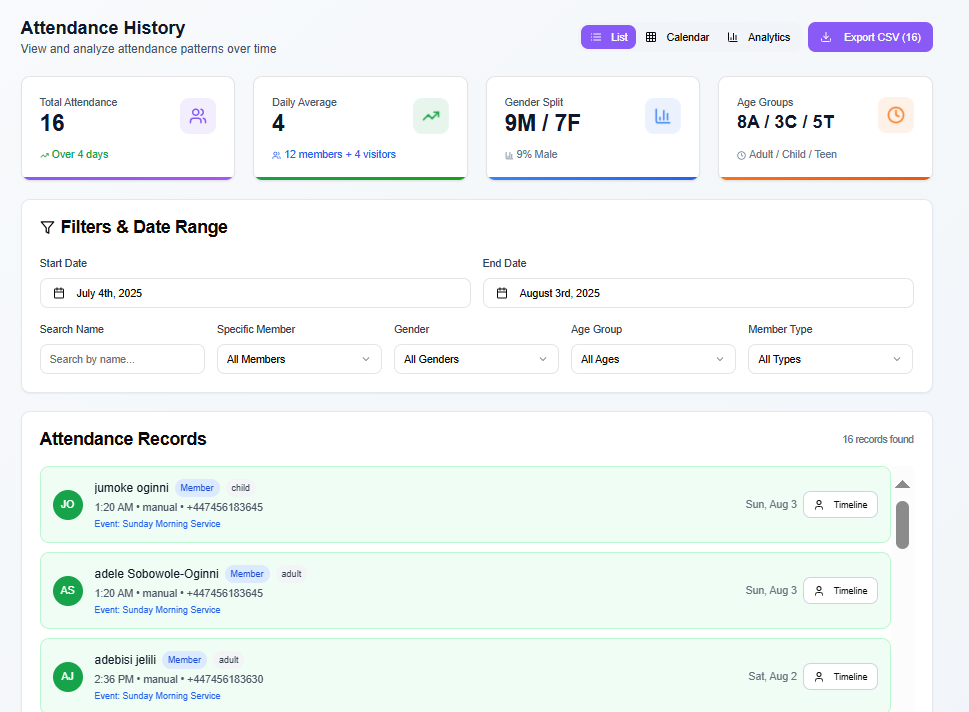 Attendance History
View and analyze attendance patterns over time
List
Calendar
Analytics
Export CSV (16)
Total Attendance
16
Over 4 days
Daily Average
4
12 members + 4 visitors
Gender Split
9M / 7F
9% Male
Age Groups
8A / 3C / 5T
Adult / Child / Teen
Filters & Date Range
Start Date
End Date
July 4th, 2025
August 3rd, 2025
Search Name
Specific Member
Gender
Age Group
Member Type
Search by name...
All Members
All Genders
All Ages
All Types
Attendance Records
16 records found
JO
jumoke oginni Member child
1:20 AM • manual • +447456183645
Event: Sunday Morning Service
Sun, Aug 3
Timeline
AS
adele Sobowole-Oginni Member adult
1:20 AM • manual • +447456183645
Event: Sunday Morning Service
Sun, Aug 3
Timeline
AJ
adebisi jelili Member adult
2:36 PM • manual • +447456183630
Event: Sunday Morning Service
Sat, Aug 2
Timeline